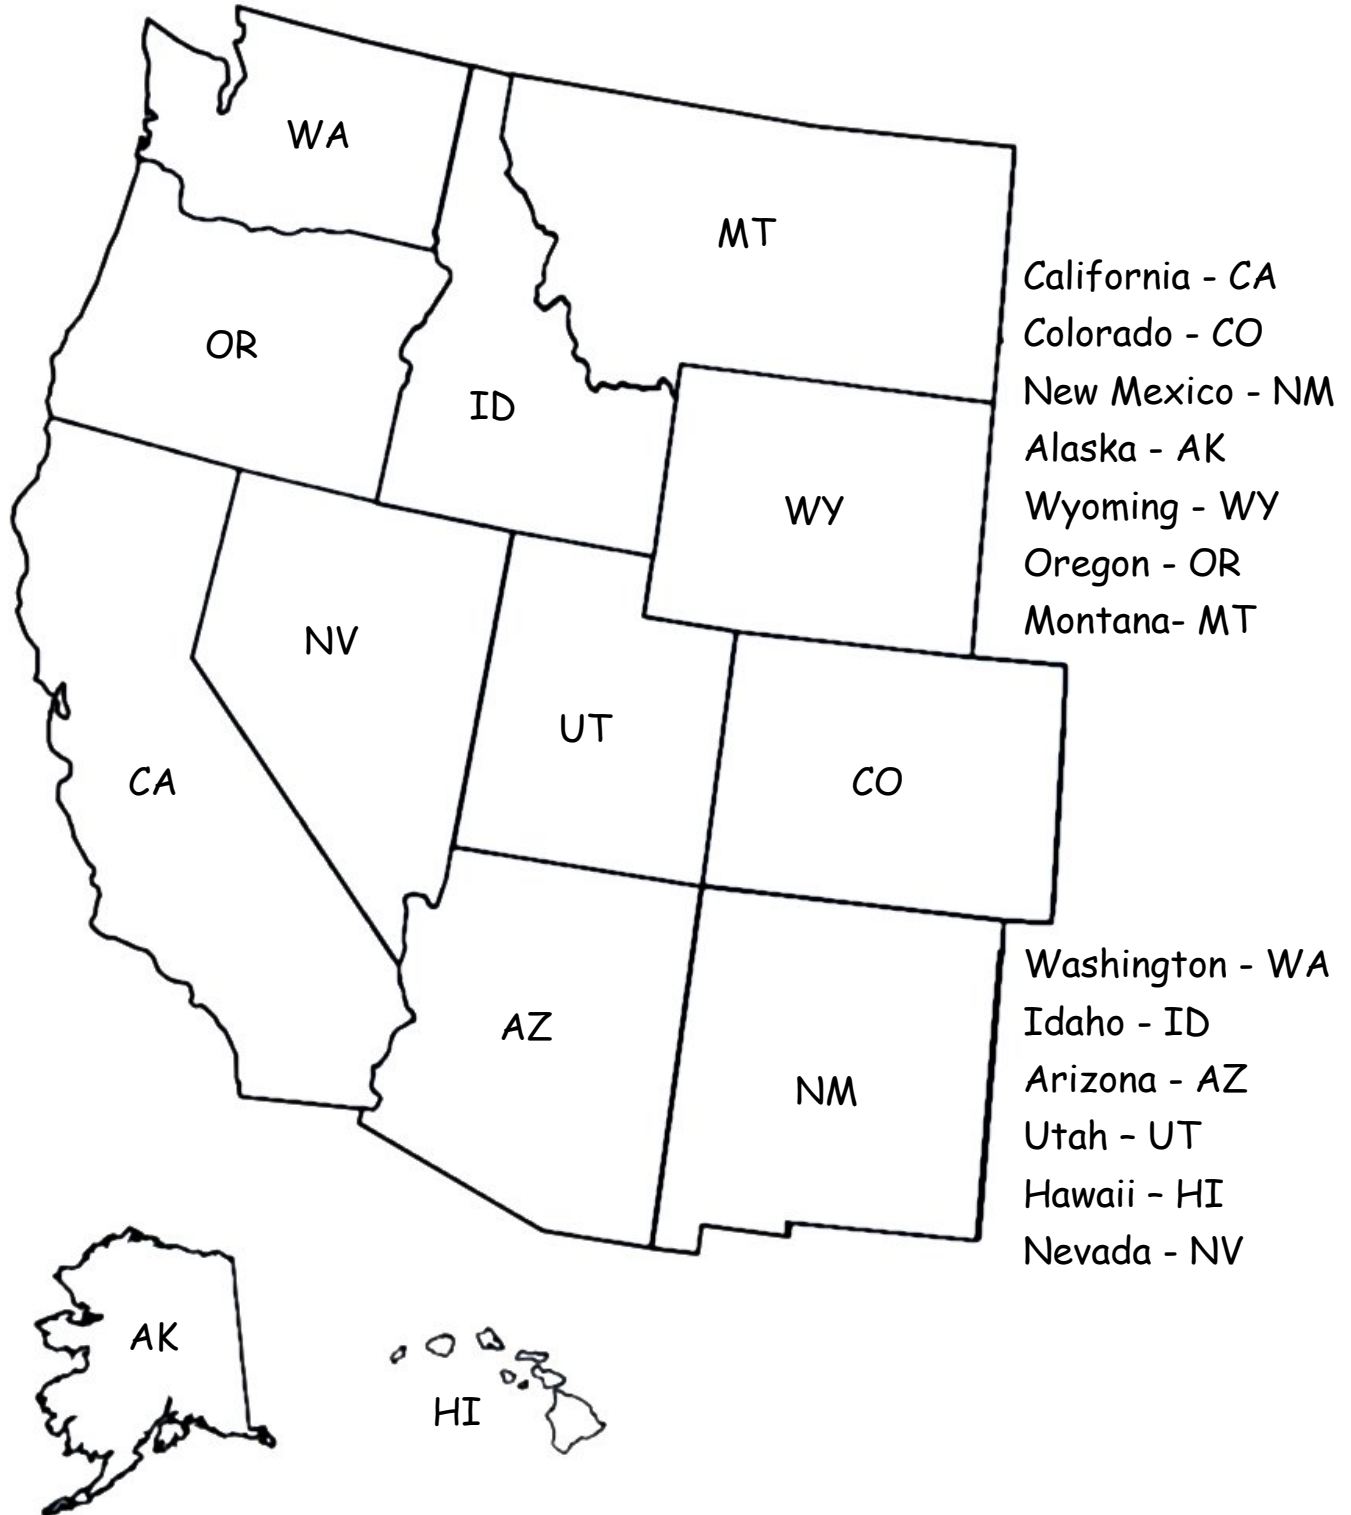 WA
MT
California - CA
Colorado - CO
OR
New Mexico - NM
ID
Alaska - AK
Wyoming - WY
WY
Oregon - OR
Montana- MT
NV
UT
CA
CO
Washington - WA
Idaho - ID
AZ
Arizona - AZ
NM
Utah – UT
Hawaii – HI
Nevada - NV
AK
HI